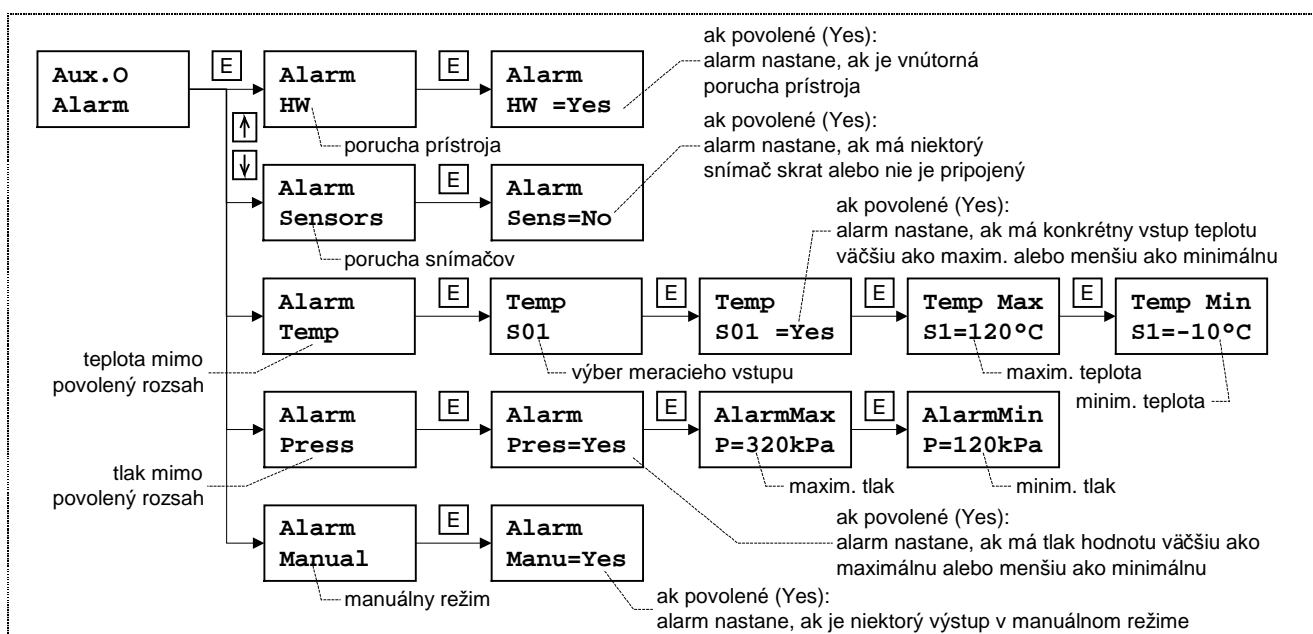 Aux.O
Alarm
E
Alarm
HW
E
Alarm
HW =Yes
ak povolené (Yes):
alarm nastane, ak je vnútorná
porucha prístroja
↑
↓
porucha prístroja
Alarm
Sensors
E
Alarm
Sens=No
ak povolené (Yes):
alarm nastane, ak má niektorý
snímač skrat alebo nie je pripojený
porucha snímačov
ak povolené (Yes):
alarm nastane, ak má konkrétny vstup teplotu
väčšiu ako maxim. alebo menšiu ako minimálnu
Alarm
Temp
E
Temp
S01
E
Temp
S01 =Yes
E
Temp Max
S1=120°C
E
Temp Min
S1=-10°C
teplota mimo
povolený rozsah
výber meracieho vstupu
maxim. teplota
minim. teplota
Alarm
Press
E
Alarm
Pres=Yes
E
AlarmMax
P=320kPa
E
AlarmMin
P=120kPa
tlak mimo
povolený rozsah
maxim. tlak
minim. tlak
ak povolené (Yes):
alarm nastane, ak má tlak hodnotu väčšiu ako
maximálnu alebo menšiu ako minimálnu
Alarm
Manual
E
Alarm
Manu=Yes
manuálny režim
ak povolené (Yes):
alarm nastane, ak je niektorý výstup v manuálnom režime